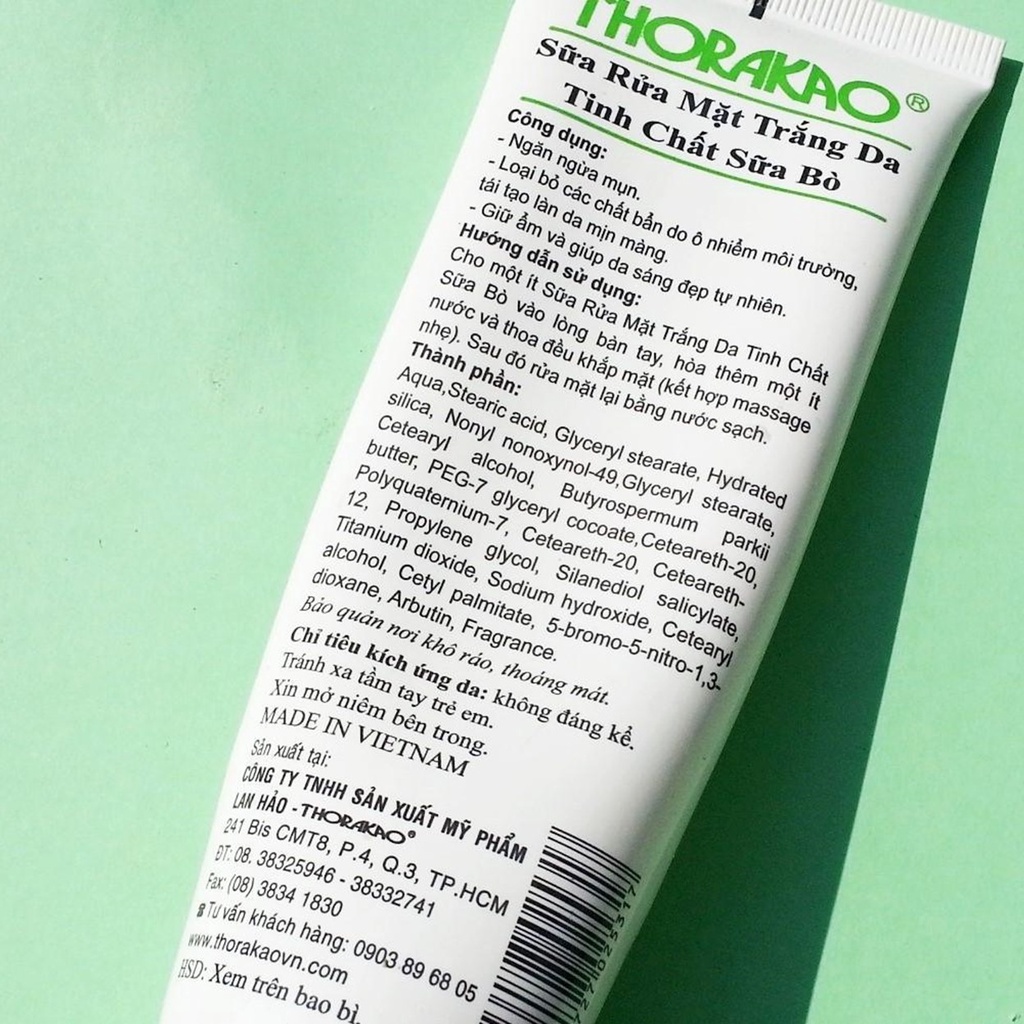 THORAKAO®
Sữa Rửa Mặt Trắng Da
Tinh Chất Sữa Bò
Công dụng:
- Ngăn ngừa mụn.
- Loại bỏ các chất bẩn do ô nhiễm môi trường,
tái tạo làn da mịn màng.
- Giữ ẩm và giúp da sáng đẹp tự nhiên.
Hướng dẫn sử dụng:
Cho một ít Sữa Rửa Mặt Trắng Da Tinh Chất
Sữa Bò vào lòng bàn tay, hòa thêm một ít
nước và thoa đều khắp mặt (kết hợp massage
nhẹ). Sau đó rửa mặt lại bằng nước sạch.
Thành phần:
Aqua,Stearic acid, Glyceryl stearate, Hydrated
silica, Nonyl nonoxynol-49,Glyceryl stearate,
Cetearyl alcohol, Butyrospermum parkii
butter, PEG-7 glyceryl cocoate,Ceteareth-20,
Polyquaternium-7, Ceteareth-20, Ceteareth-
12, Propylene glycol, Silanediol salicylate,
Titanium dioxide, Sodium hydroxide, Cetearyl
alcohol, Cetyl palmitate, 5-bromo-5-nitro-1,3-
dioxane, Arbutin, Fragrance.
Bảo quản nơi khô ráo, thoáng mát.
Chỉ tiêu kích ứng da: không đáng kể.
Tránh xa tầm tay trẻ em.
Xin mở niêm bên trong.
MADE IN VIETNAM
Sản xuất tại:
CÔNG TY TNHH SẢN XUẤT MỸ PHẨM
LAN HẢO - THORAKAO®
241 Bis CMT8, P.4, Q.3, TP.HCM
ĐT: 08. 38325946 - 38332741
Fax: (08) 3834 1830
☎Tư vấn khách hàng: 0903 89 68 05
www.thorakaovn.com
HSD: Xem trên bao bì.